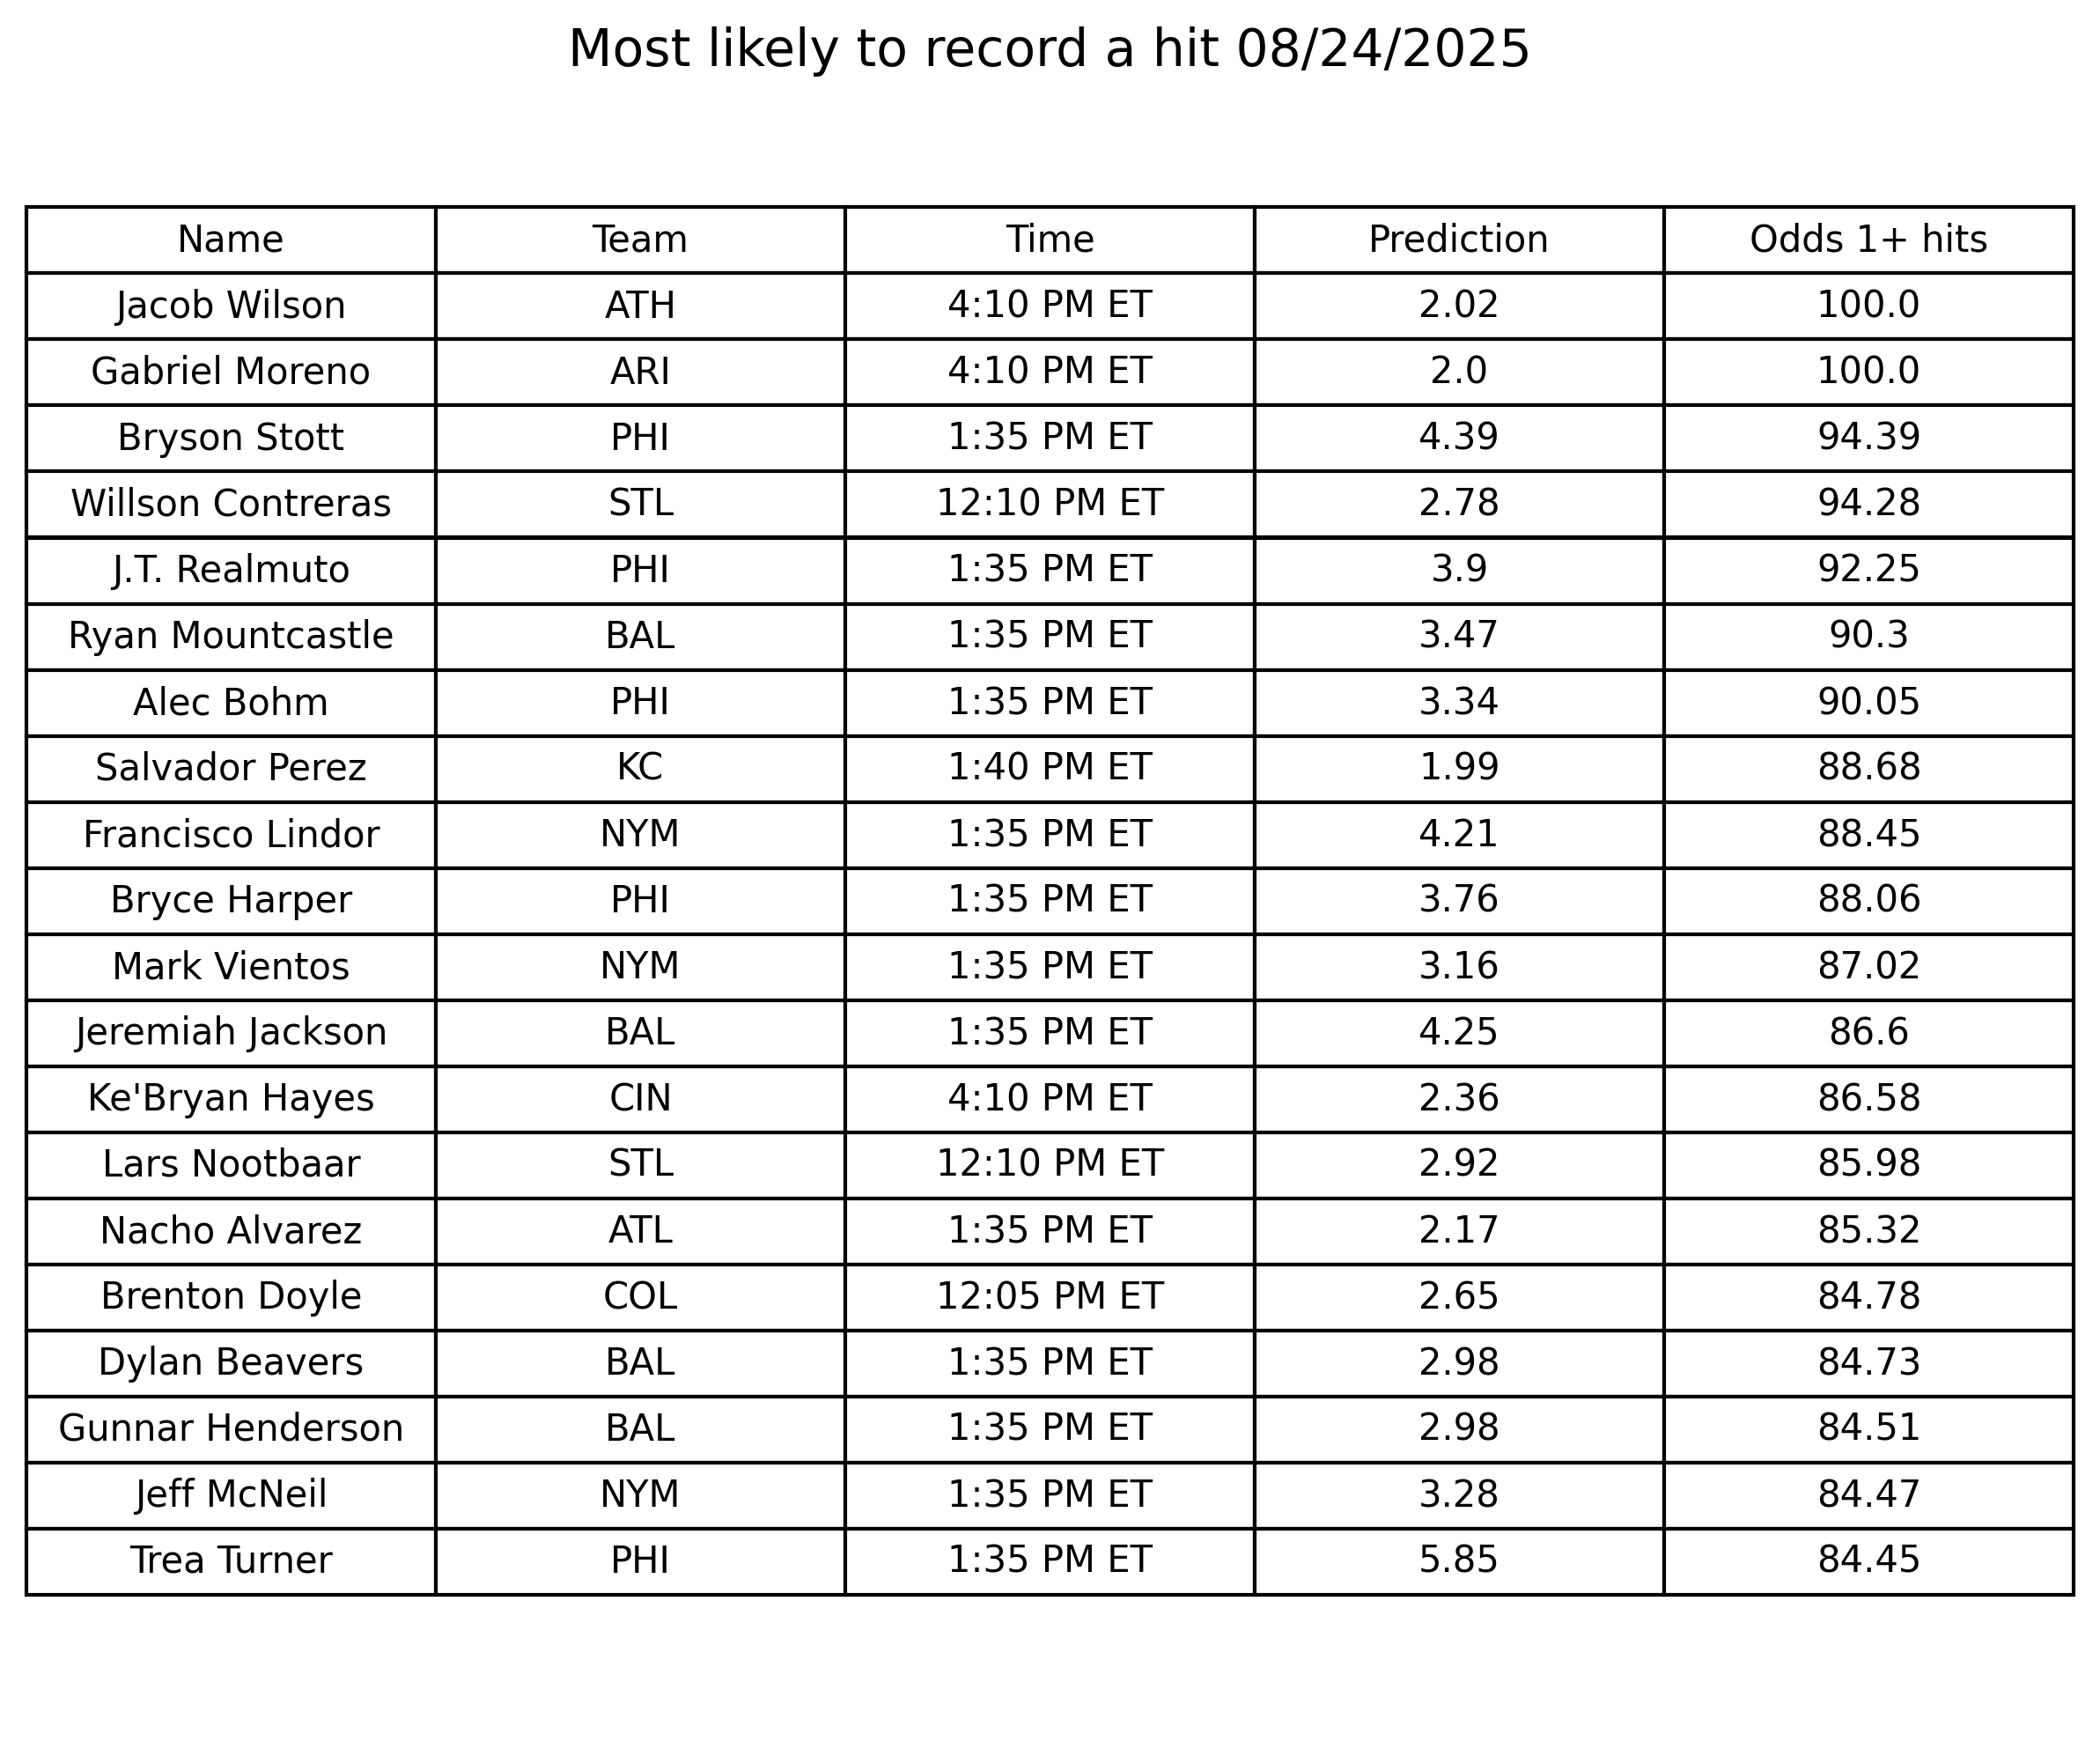 Most likely to record a hit 08/24/2025
Name Team Time Prediction Odds 1+ hits
Jacob Wilson ATH 4:10 PM ET 2.02 100.0
Gabriel Moreno ARI 4:10 PM ET 2.0 100.0
Bryson Stott PHI 1:35 PM ET 4.39 94.39
Willson Contreras STL 12:10 PM ET 2.78 94.28
J.T. Realmuto PHI 1:35 PM ET 3.9 92.25
Ryan Mountcastle BAL 1:35 PM ET 3.47 90.3
Alec Bohm PHI 1:35 PM ET 3.34 90.05
Salvador Perez KC 1:40 PM ET 1.99 88.68
Francisco Lindor NYM 1:35 PM ET 4.21 88.45
Bryce Harper PHI 1:35 PM ET 3.76 88.06
Mark Vientos NYM 1:35 PM ET 3.16 87.02
Jeremiah Jackson BAL 1:35 PM ET 4.25 86.6
Ke'Bryan Hayes CIN 4:10 PM ET 2.36 86.58
Lars Nootbaar STL 12:10 PM ET 2.92 85.98
Nacho Alvarez ATL 1:35 PM ET 2.17 85.32
Brenton Doyle COL 12:05 PM ET 2.65 84.78
Dylan Beavers BAL 1:35 PM ET 2.98 84.73
Gunnar Henderson BAL 1:35 PM ET 2.98 84.51
Jeff McNeil NYM 1:35 PM ET 3.28 84.47
Trea Turner PHI 1:35 PM ET 5.85 84.45